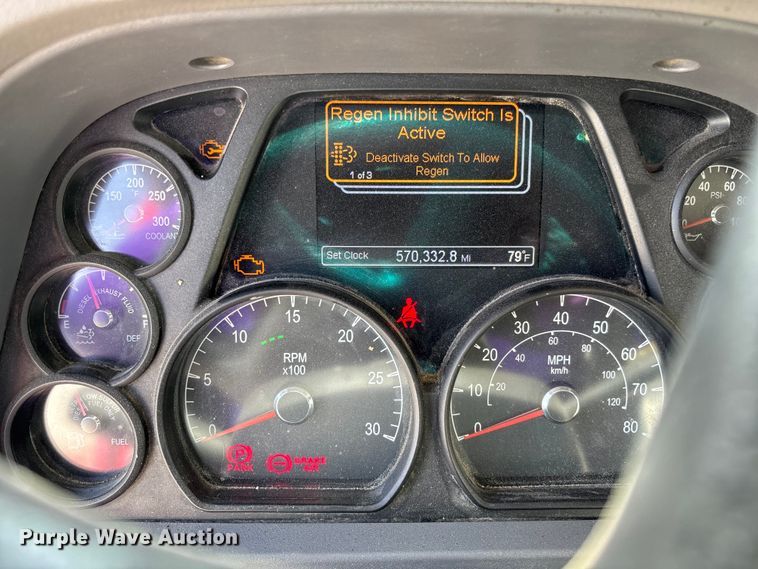 Regen Inhibit Switch Is
Active
Deactivate Switch To Allow
Regen
1 of 3
Set Clock 570,332.8 Mi 79°F
150 200 250 300
°F
COOLANT
DIESEL EXHAUST FLUID
E F
DEF
FUEL
RPM
x100
0 5 10 15 20 25 30
PARK
BRAKE
AIR
MPH
km/h
0 10 20 30 40 50 60 70 80
20 40 60 80 100 120
PSI
20 40 60 80
Purple Wave Auction